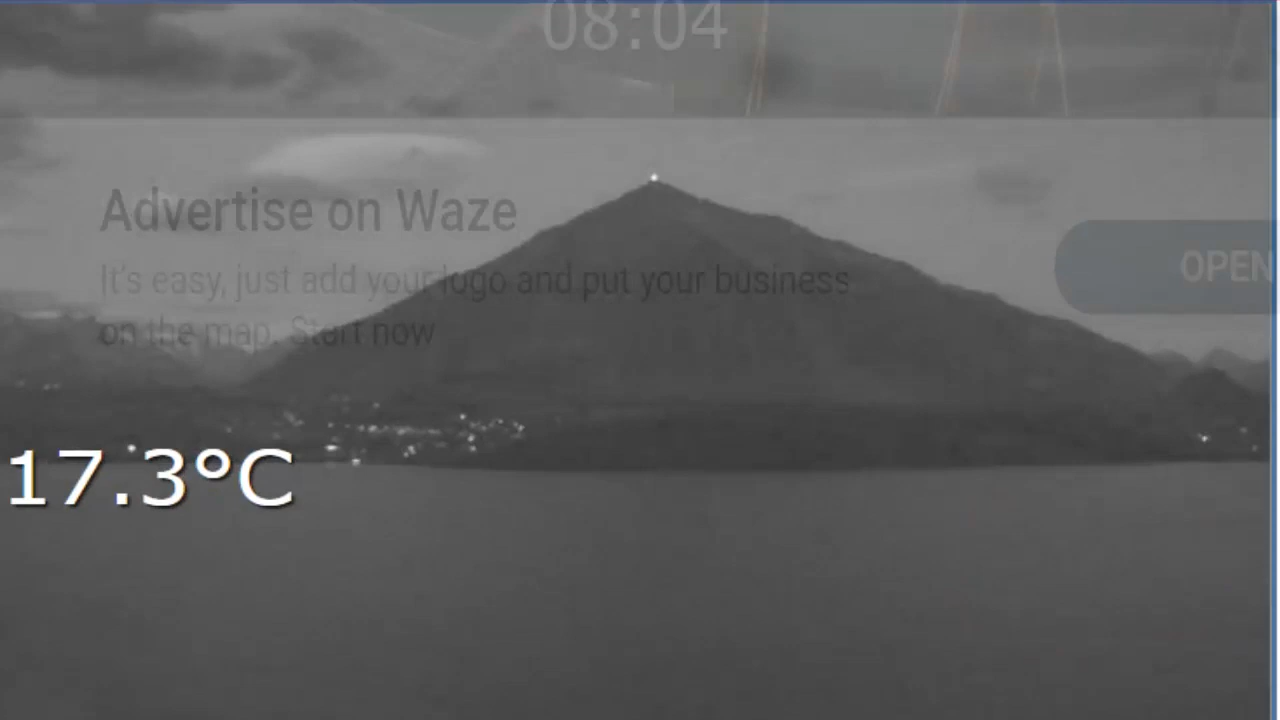 08:04
Advertise on Waze
It's easy, just add your logo and put your business
on the map. Start now
OPEN
17.3°C